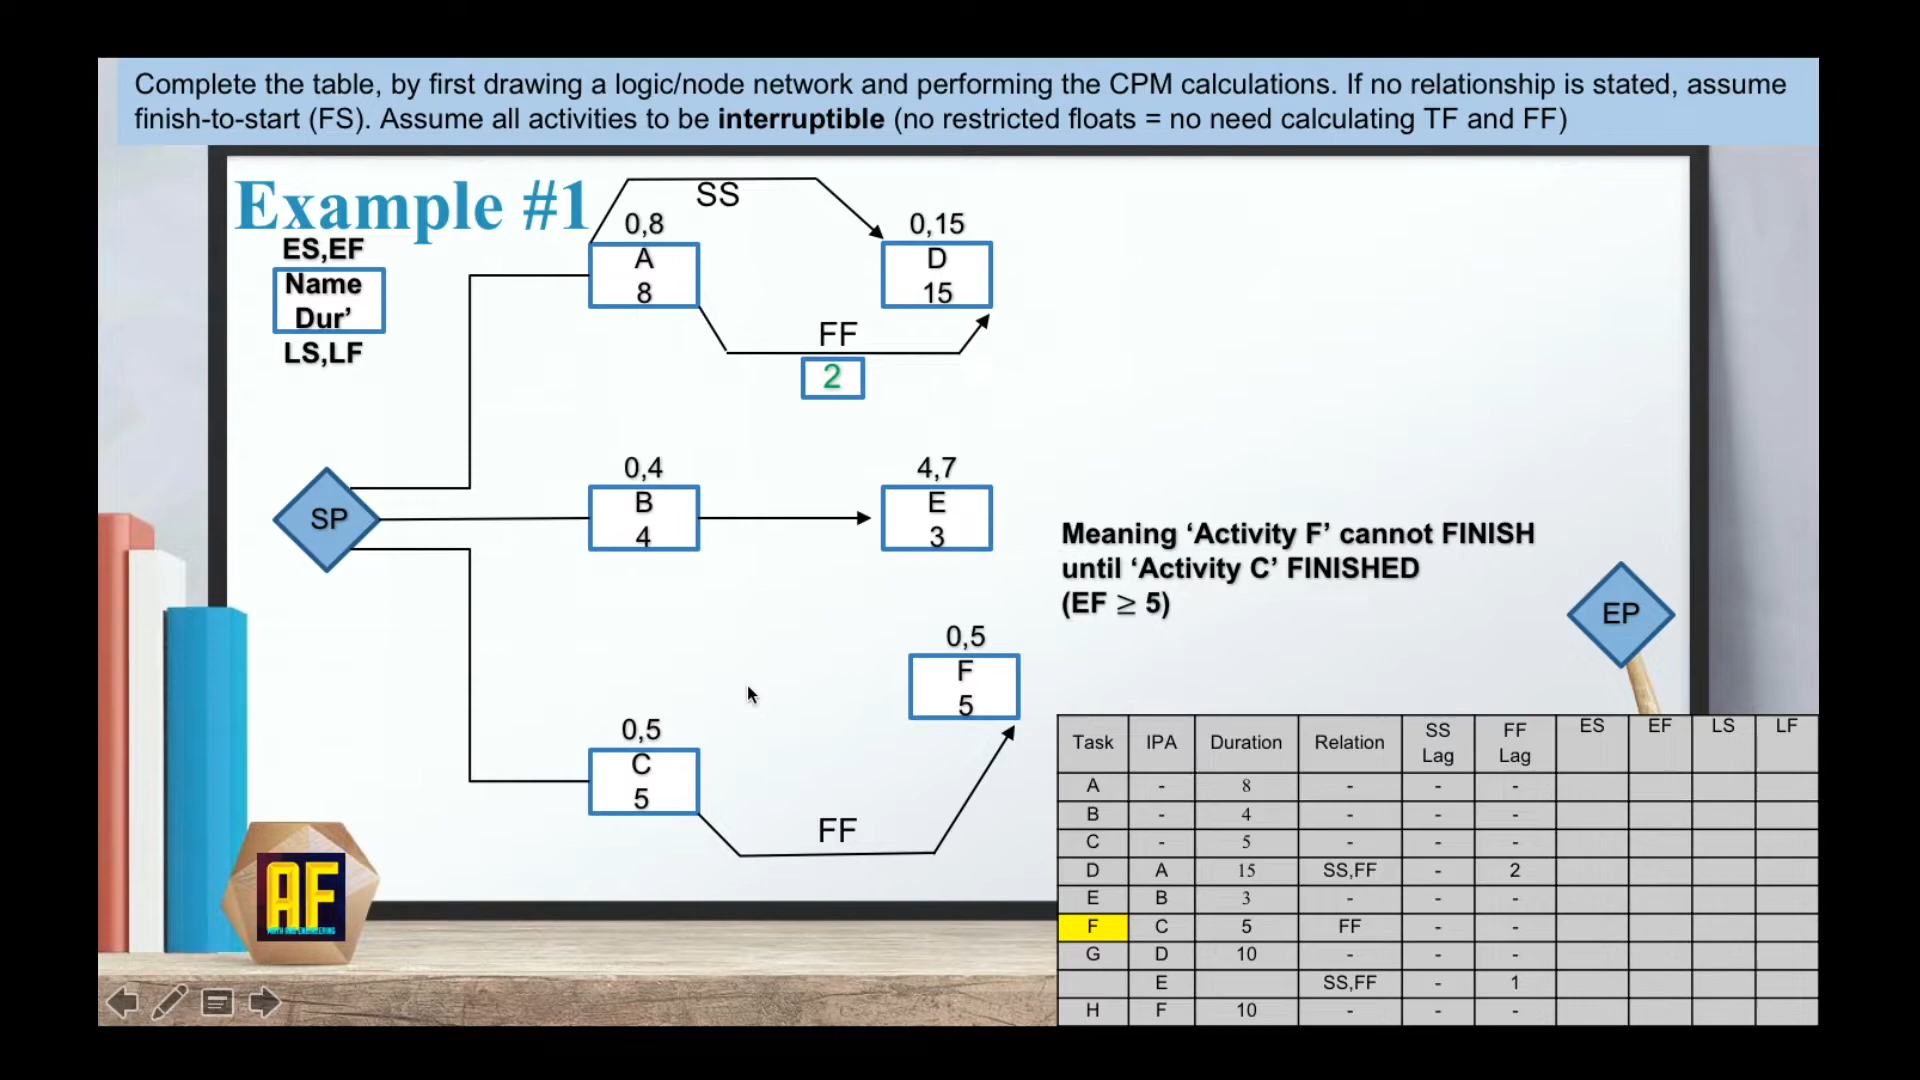 Complete the table, by first drawing a logic/node network and performing the CPM calculations. If no relationship is stated, assume
finish-to-start (FS). Assume all activities to be interruptible (no restricted floats = no need calculating TF and FF)
Example #1
ES,EF
Name
Dur’
LS,LF
SS
0,8
A
8
0,15
D
15
FF
2
SP
0,4
B
4
4,7
E
3
Meaning ‘Activity F’ cannot FINISH
until ‘Activity C’ FINISHED
(EF ≥ 5)
EP
0,5
F
5
0,5
C
5
FF
AF
Task IPA Duration Relation SS Lag FF Lag ES EF LS LF
A - 8 - - -
B - 4 - - -
C - 5 - - -
D A 15 SS,FF - 2
E B 3 - - -
F C 5 FF - -
G D 10 - - -
E SS,FF - 1
H F 10 - - -